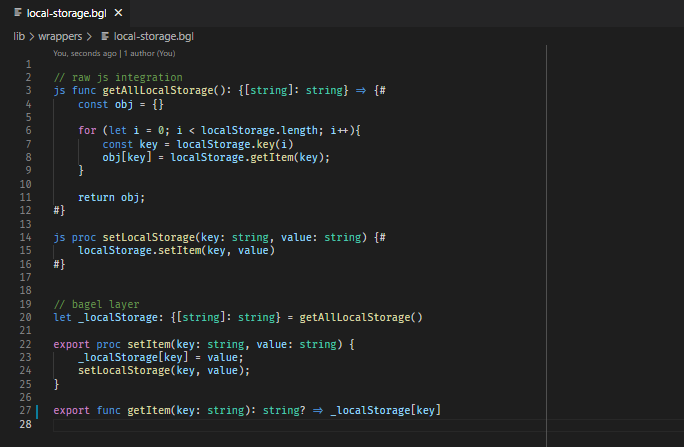 local-storage.bgl ×
lib > wrappers > local-storage.bgl
You, seconds ago | 1 author (You)
1
2 // raw js integration
3 js func getAllLocalStorage(): {[string]: string} => {#
4 const obj = {}
5
6 for (let i = 0; i < localStorage.length; i++){
7 const key = localStorage.key(i)
8 obj[key] = localStorage.getItem(key);
9 }
10
11 return obj;
12 #}
13
14 js proc setLocalStorage(key: string, value: string) {#
15 localStorage.setItem(key, value)
16 #}
17
18
19 // bagel layer
20 let _localStorage: {[string]: string} = getAllLocalStorage()
21
22 export proc setItem(key: string, value: string) {
23 _localStorage[key] = value;
24 setLocalStorage(key, value);
25 }
26
27 export func getItem(key: string): string? => _localStorage[key]
28